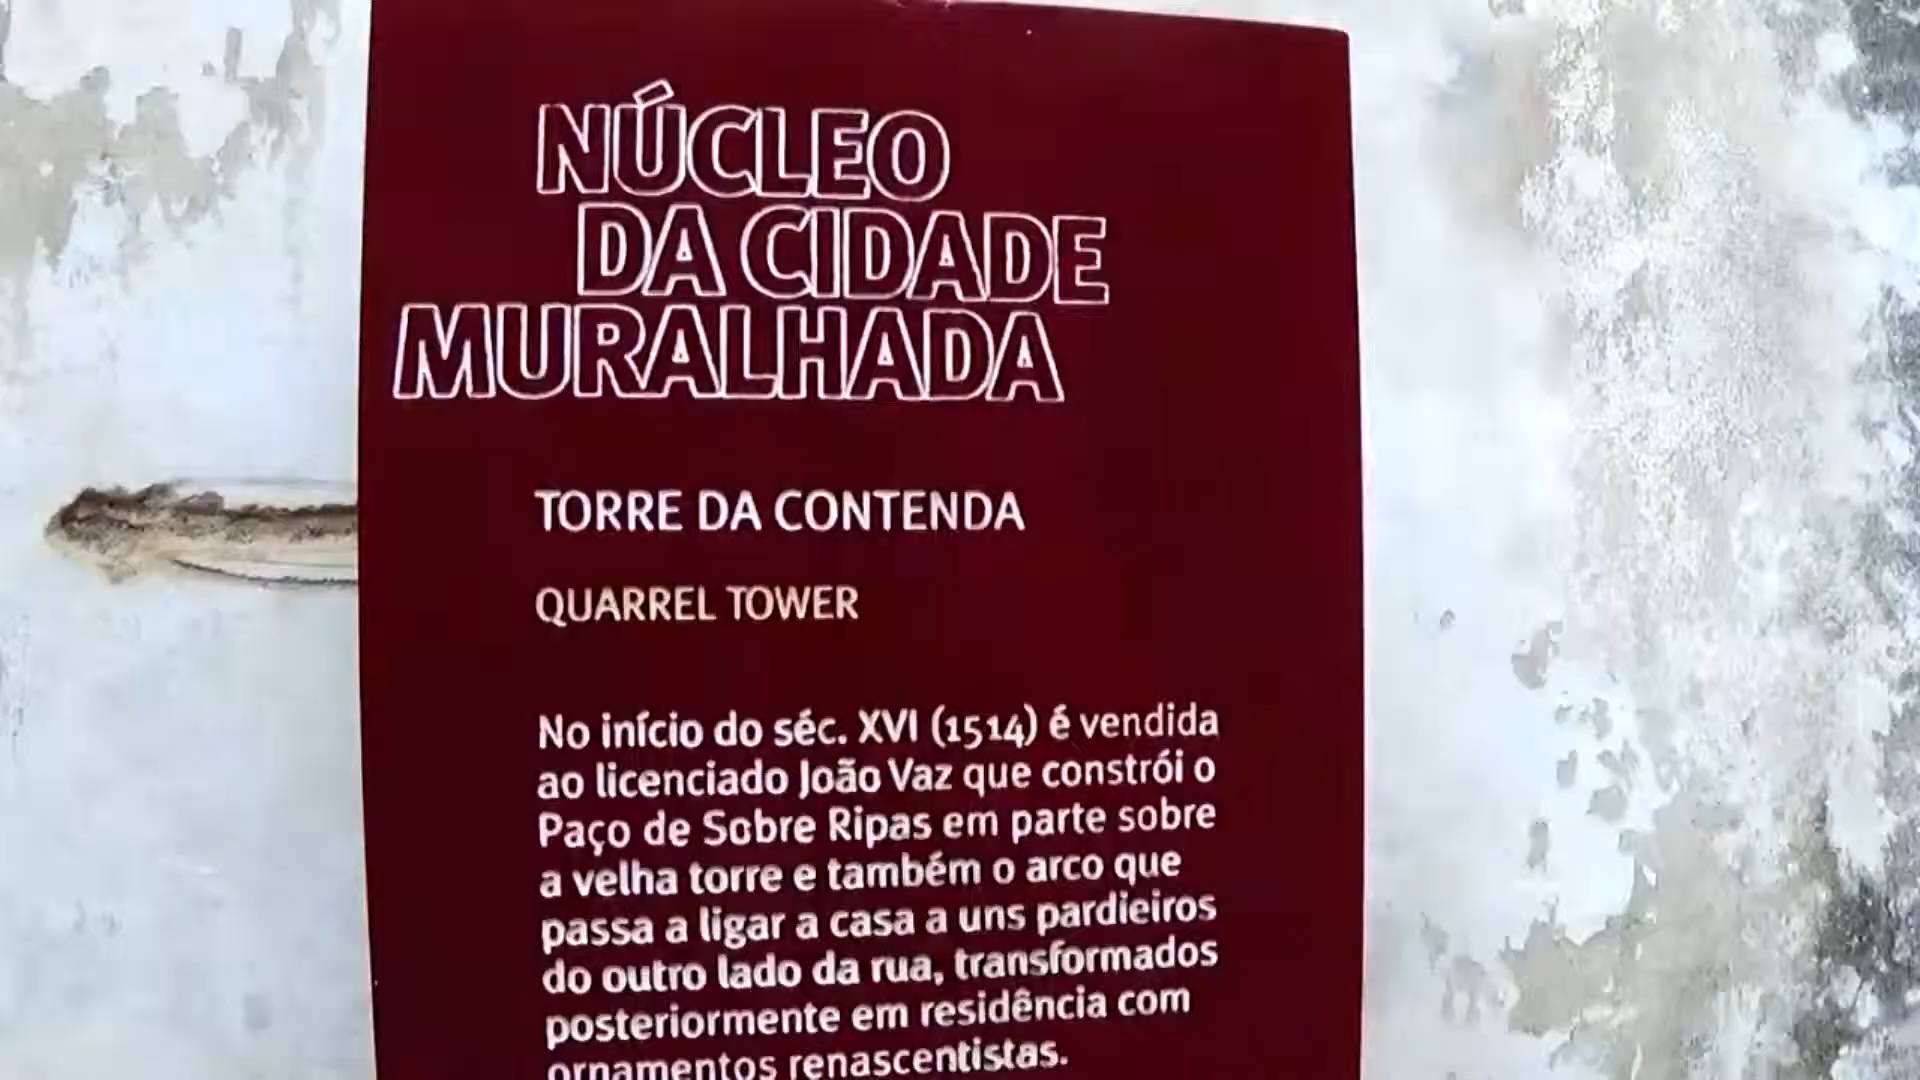 NÚCLEO
DA CIDADE
MURALHADA
TORRE DA CONTENDA
QUARREL TOWER
No início do séc. XVI (1514) é vendida
ao licenciado João Vaz que constrói o
Paço de Sobre Ripas em parte sobre
a velha torre e também o arco que
passa a ligar a casa a uns pardieiros
do outro lado da rua, transformados
posteriormente em residência com
ornamentos renascentistas.